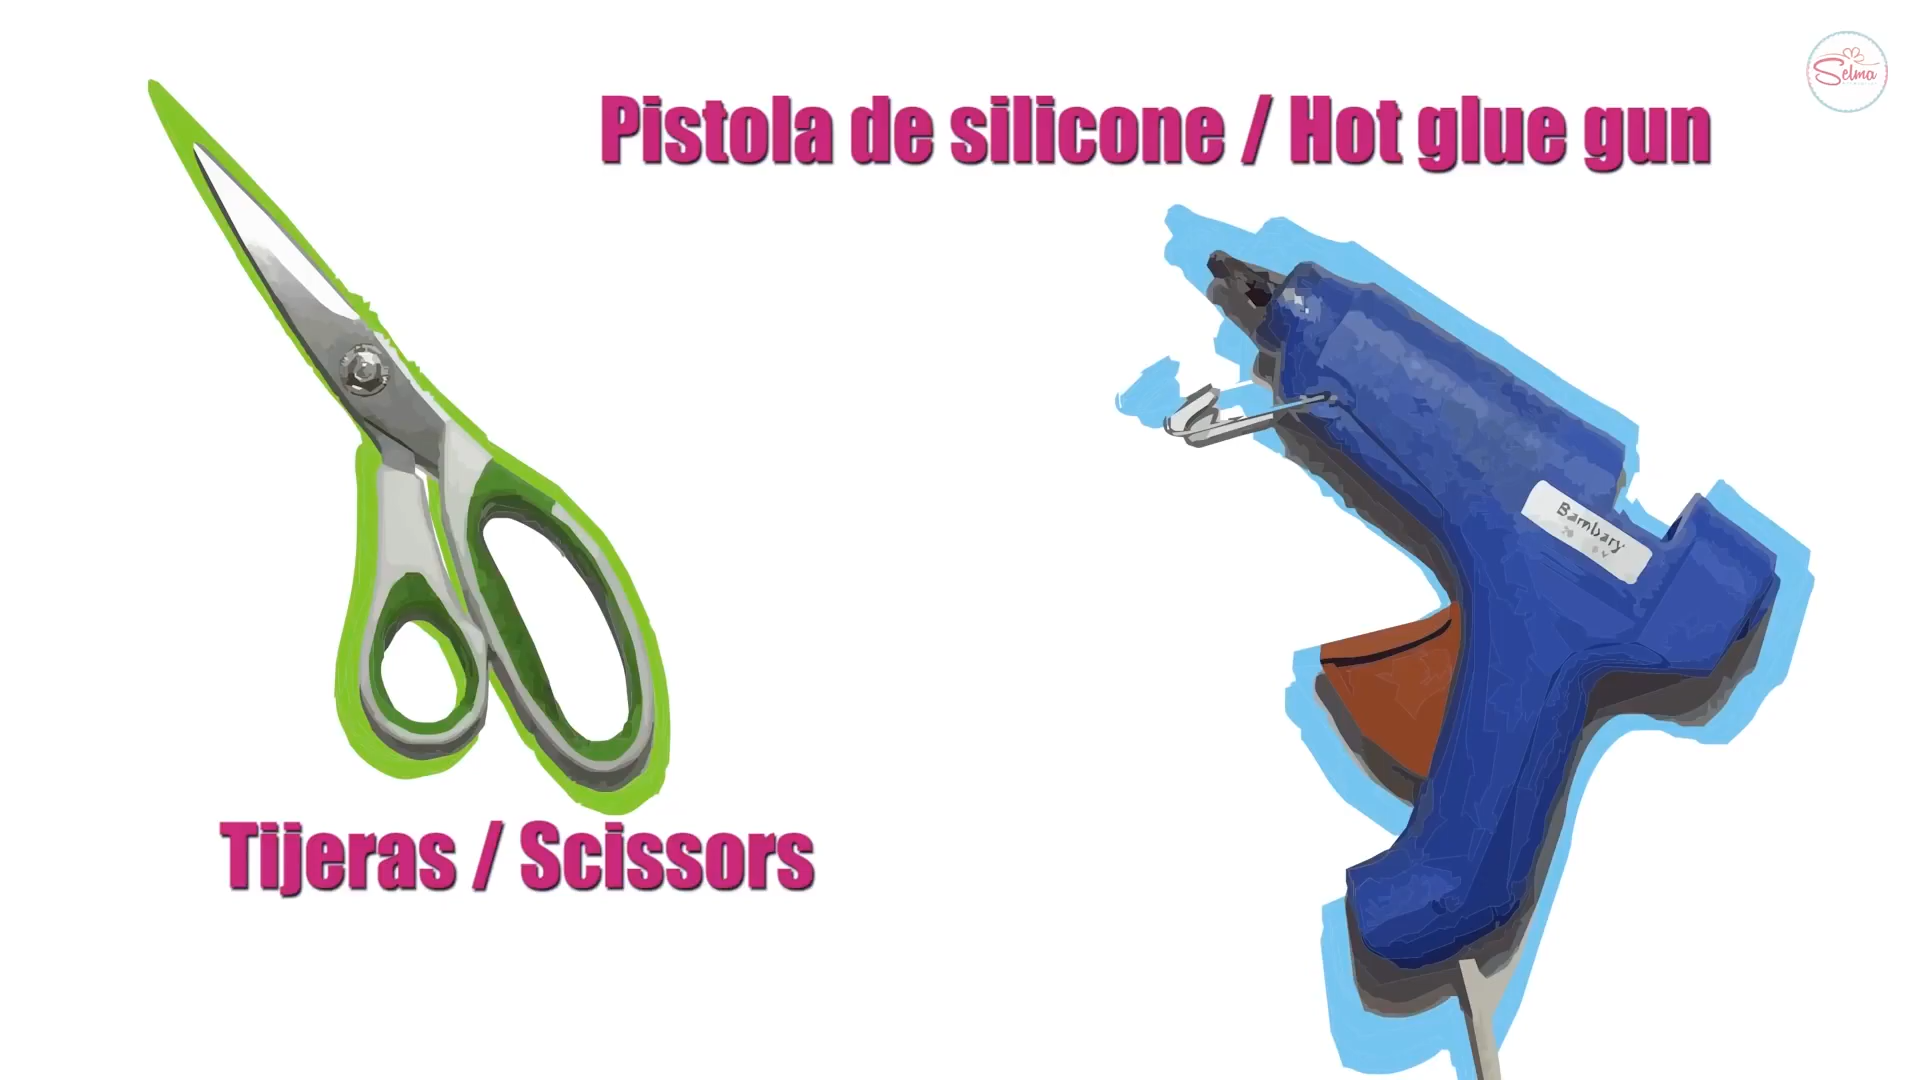 Selma
Pistola de silicone / Hot glue gun
Bambary
Tijeras / Scissors